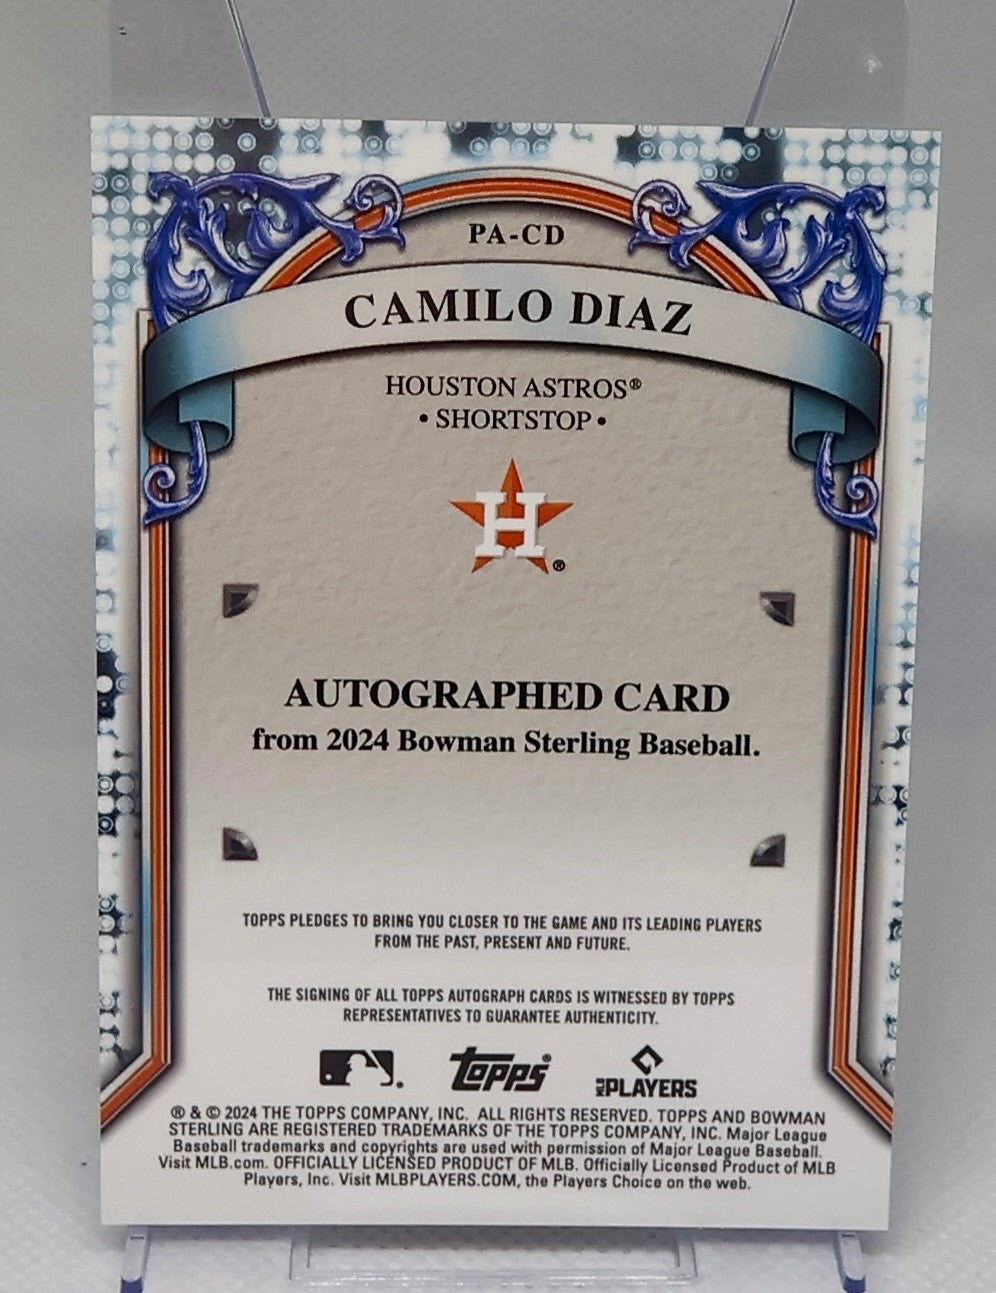 PA-CD
CAMILO DIAZ
HOUSTON ASTROS®
• SHORTSTOP •
H
®
AUTOGRAPHED CARD
from 2024 Bowman Sterling Baseball.
TOPPS PLEDGES TO BRING YOU CLOSER TO THE GAME AND ITS LEADING PLAYERS
FROM THE PAST, PRESENT AND FUTURE.
THE SIGNING OF ALL TOPPS AUTOGRAPH CARDS IS WITNESSED BY TOPPS
REPRESENTATIVES TO GUARANTEE AUTHENTICITY.
topps® MLBPLAYERS
® & © 2024 THE TOPPS COMPANY, INC. ALL RIGHTS RESERVED. TOPPS AND BOWMAN
STERLING ARE REGISTERED TRADEMARKS OF THE TOPPS COMPANY, INC. Major League
Baseball trademarks and copyrights are used with permission of Major League Baseball.
Visit MLB.com. OFFICIALLY LICENSED PRODUCT OF MLB. Officially Licensed Product of MLB
Players, Inc. Visit MLBPLAYERS.COM, the Players Choice on the web.